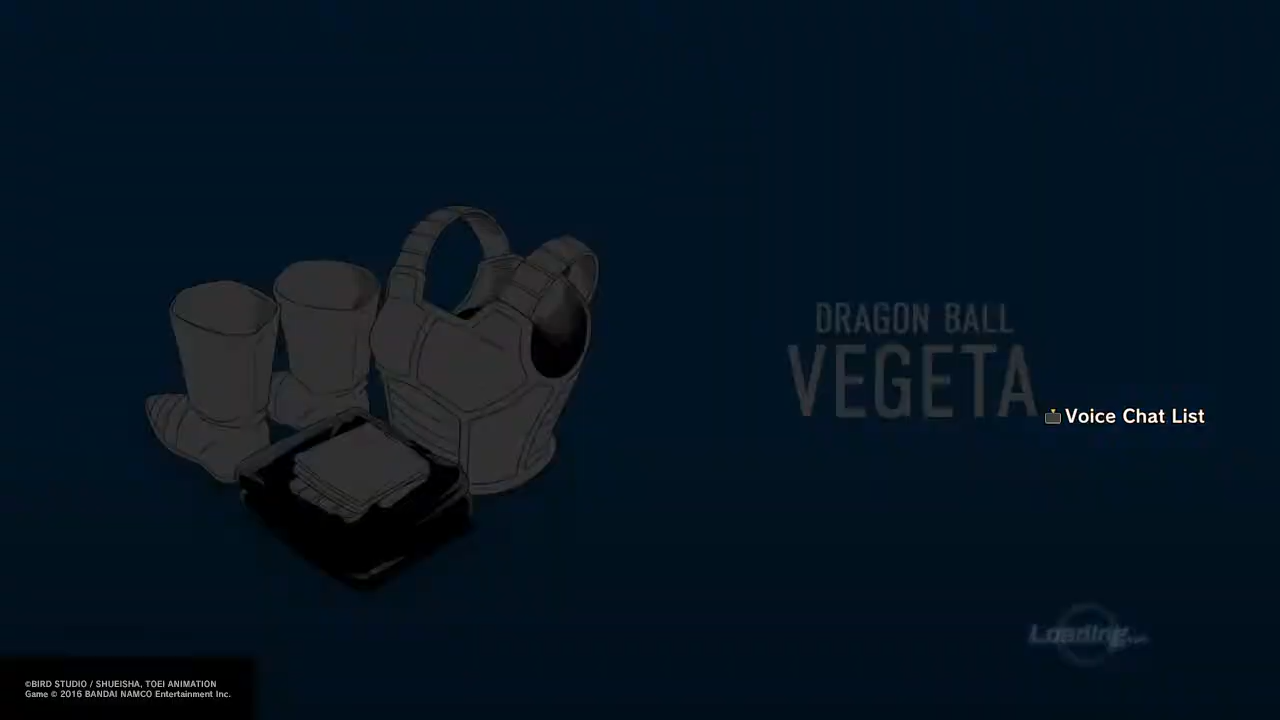 DRAGON BALL
VEGETA
Voice Chat List
Loading...
©BIRD STUDIO / SHUEISHA, TOEI ANIMATION
Game © 2016 BANDAI NAMCO Entertainment Inc.